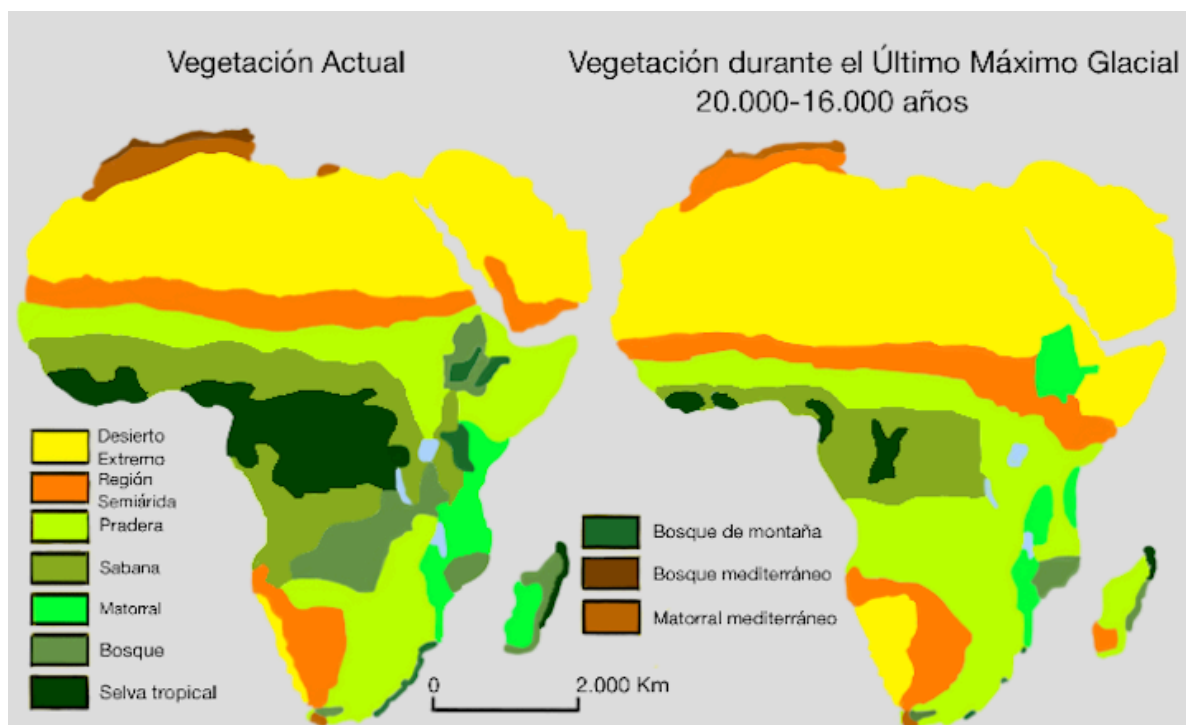 Vegetación Actual
Vegetación durante el Último Máximo Glacial
20.000-16.000 años
Desierto
Extremo
Región
Semiárida
Pradera
Sabana
Matorral
Bosque
Selva tropical
Bosque de montaña
Bosque mediterráneo
Matorral mediterráneo
0 2.000 Km